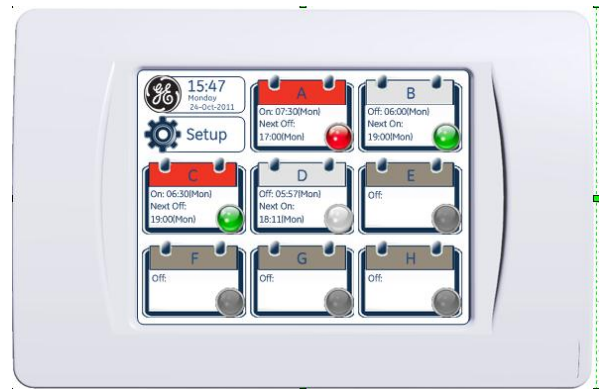 15:47
Monday
24-Oct-2011
Setup
A
On: 07:30(Mon)
Next Off:
17:00(Mon)
B
Off: 06:00(Mon)
Next On:
19:00(Mon)
C
On: 06:30(Mon)
Next Off:
19:00(Mon)
D
Off: 05:57(Mon)
Next On:
18:11(Mon)
E
Off:
F
Off:
G
Off:
H
Off: